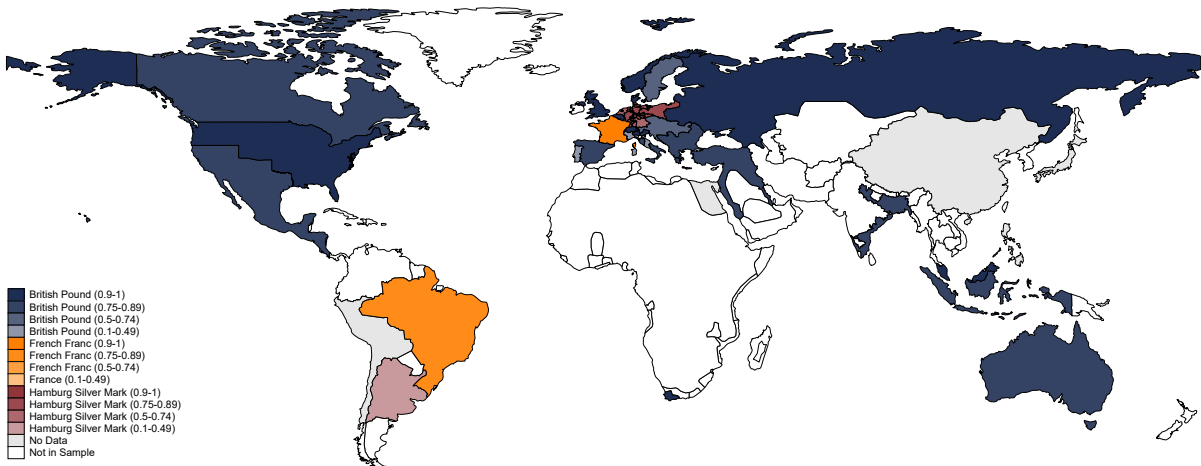 British Pound (0.9-1)
British Pound (0.75-0.89)
British Pound (0.5-0.74)
British Pound (0.1-0.49)
French Franc (0.9-1)
French Franc (0.75-0.89)
French Franc (0.5-0.74)
France (0.1-0.49)
Hamburg Silver Mark (0.9-1)
Hamburg Silver Mark (0.75-0.89)
Hamburg Silver Mark (0.5-0.74)
Hamburg Silver Mark (0.1-0.49)
No Data
Not in Sample